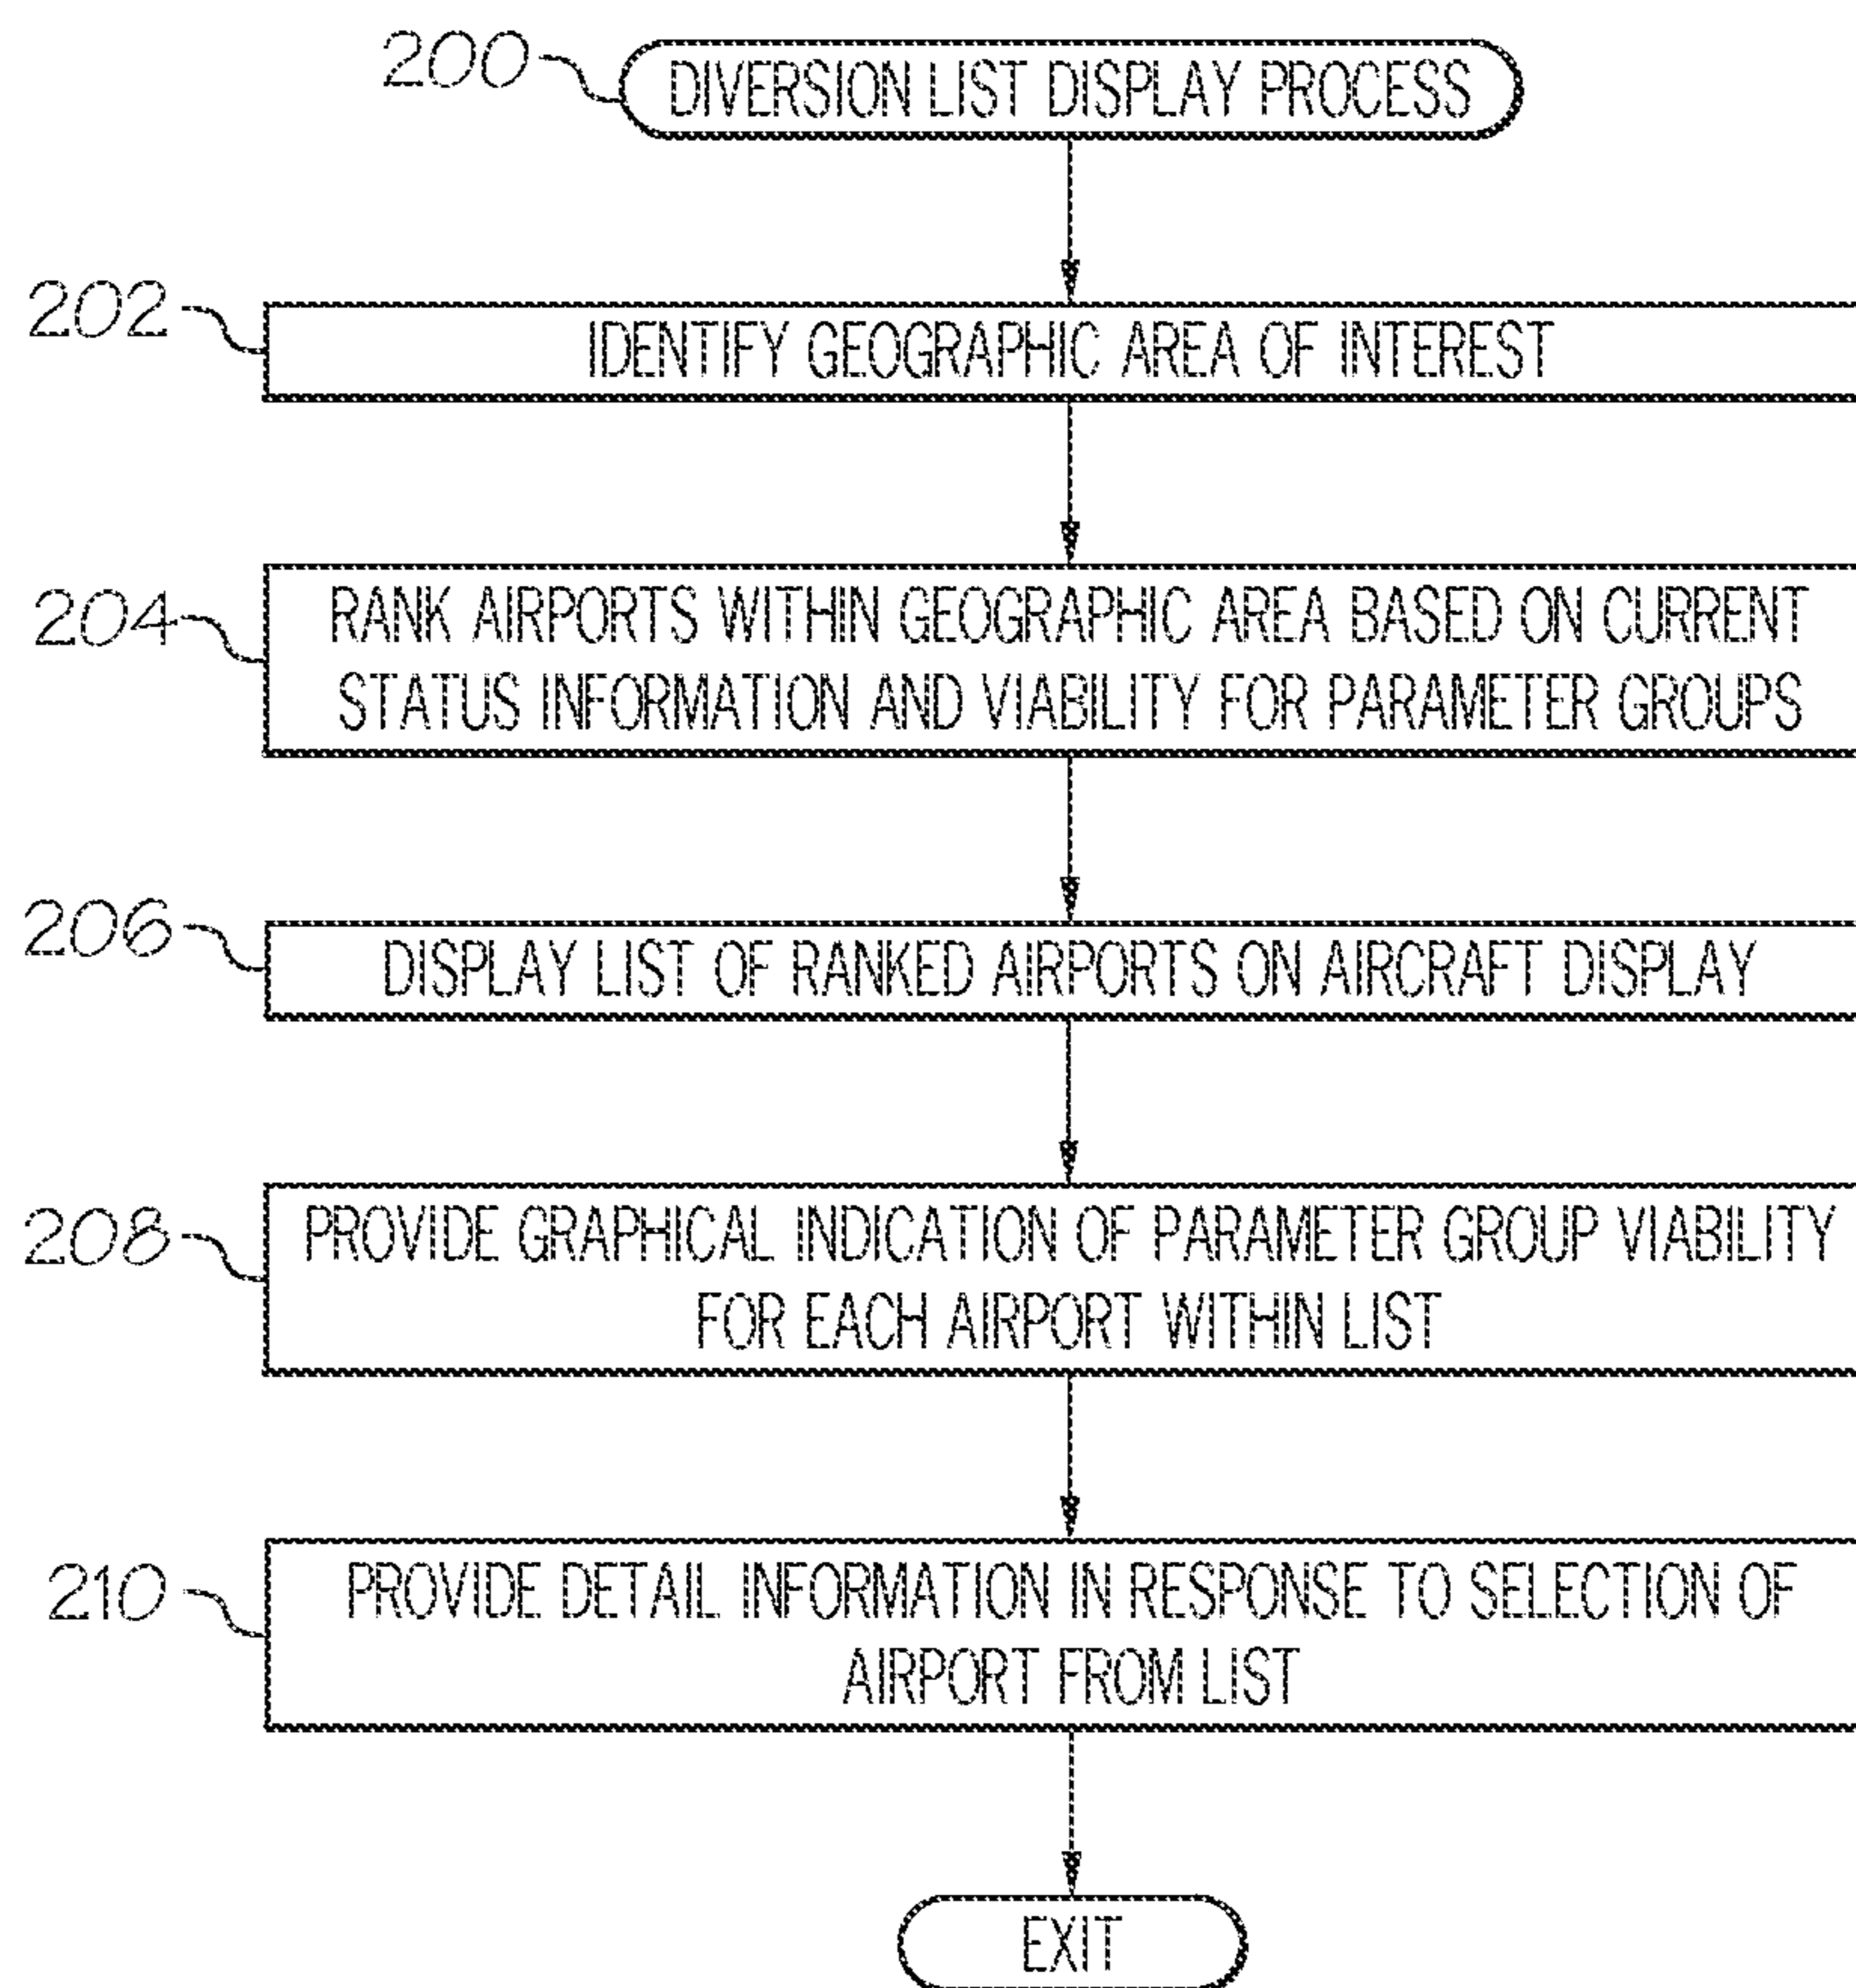 200
DIVERSION LIST DISPLAY PROCESS
202
IDENTIFY GEOGRAPHIC AREA OF INTEREST
204
RANK AIRPORTS WITHIN GEOGRAPHIC AREA BASED ON CURRENT
STATUS INFORMATION AND VIABILITY FOR PARAMETER GROUPS
206
DISPLAY LIST OF RANKED AIRPORTS ON AIRCRAFT DISPLAY
208
PROVIDE GRAPHICAL INDICATION OF PARAMETER GROUP VIABILITY
FOR EACH AIRPORT WITHIN LIST
210
PROVIDE DETAIL INFORMATION IN RESPONSE TO SELECTION OF
AIRPORT FROM LIST
EXIT